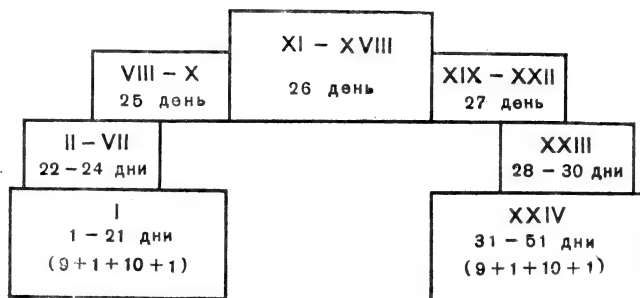 XI – XVIII
26 день
VIII – X
25 день
XIX – XXII
27 день
II – VII
22 – 24 дни
XXIII
28 – 30 дни
I
1 – 21 дни
(9+1+10+1)
XXIV
31 – 51 дни
(9+1+10+1)